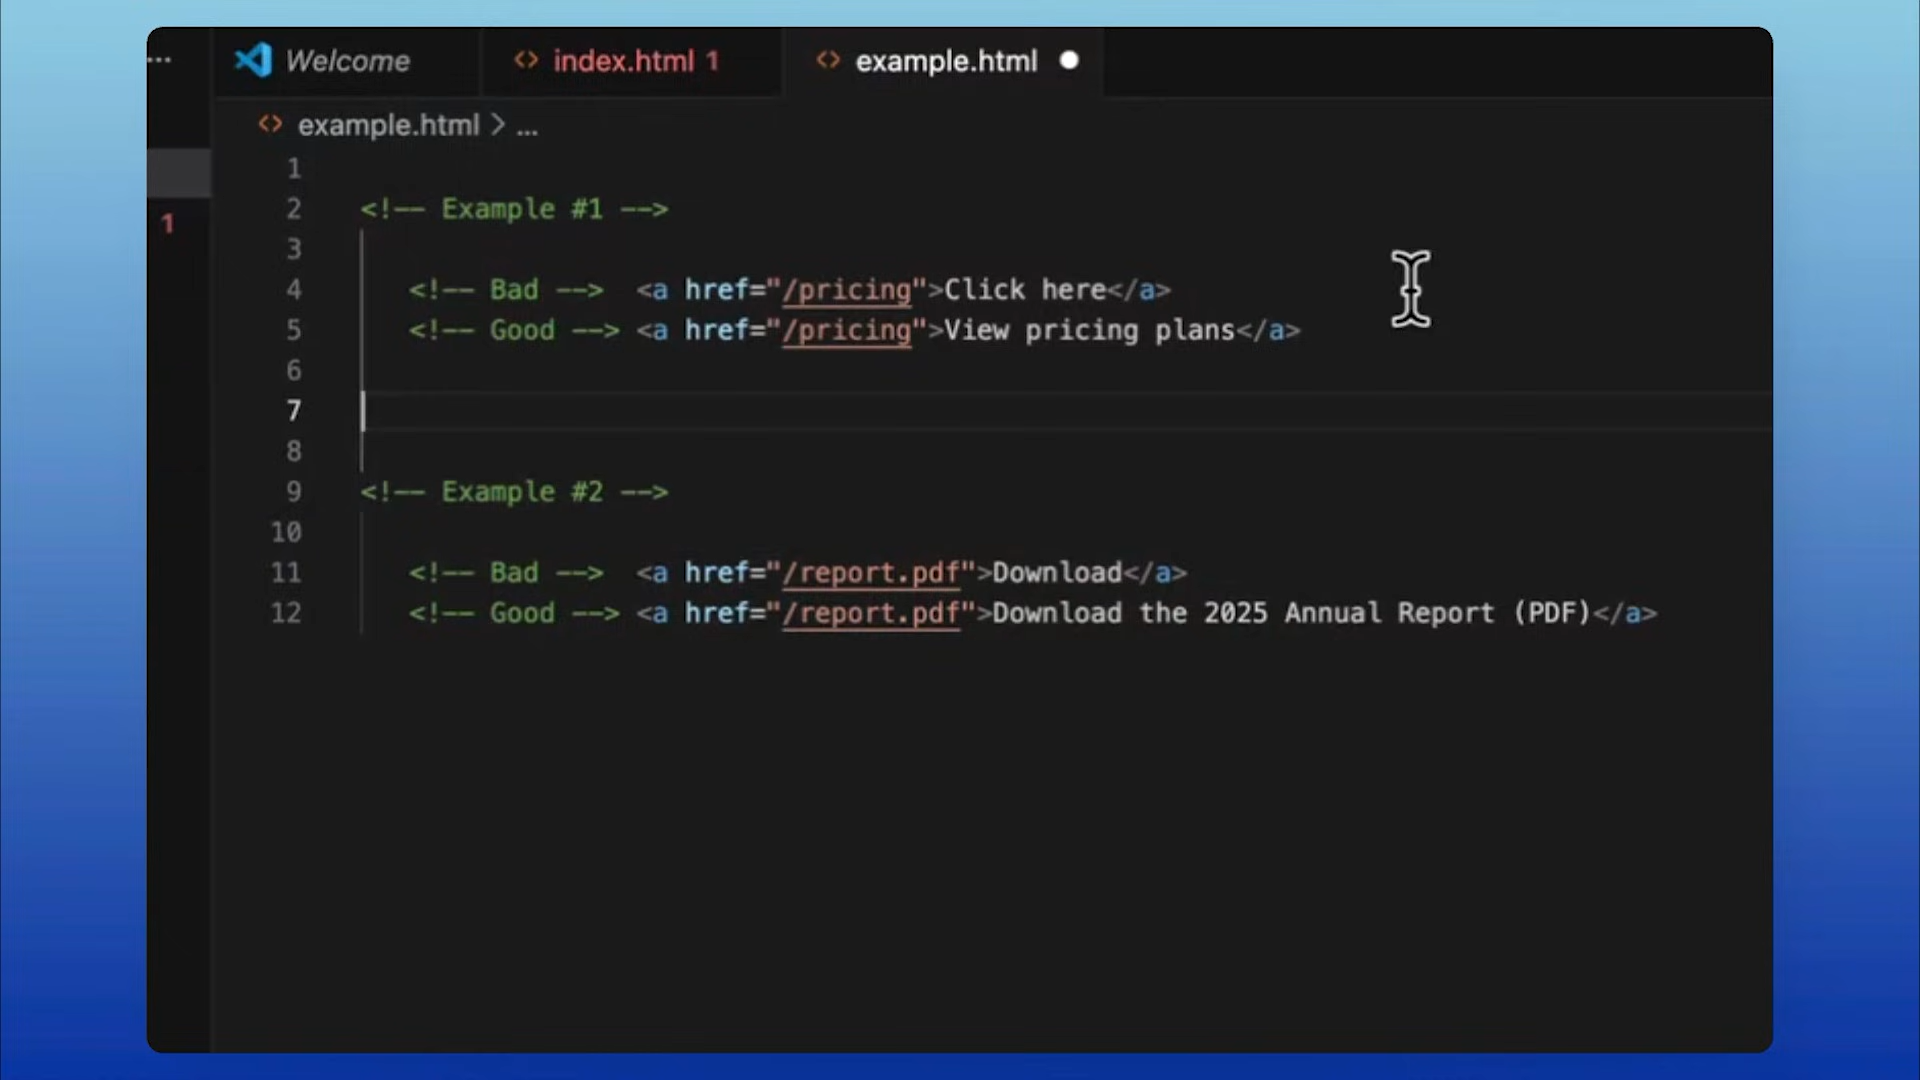 ... Welcome <> index.html 1 <> example.html
<> example.html > ...
1
2 <!-- Example #1 -->
3
4 <!-- Bad --> <a href="/pricing">Click here</a>
5 <!-- Good --> <a href="/pricing">View pricing plans</a>
6
7
8
9 <!-- Example #2 -->
10
11 <!-- Bad --> <a href="/report.pdf">Download</a>
12 <!-- Good --> <a href="/report.pdf">Download the 2025 Annual Report (PDF)</a>
1